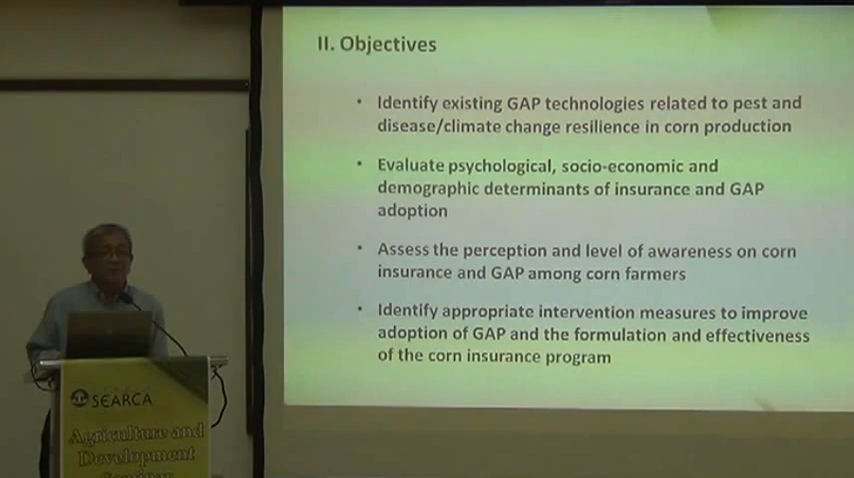 II. Objectives
• Identify existing GAP technologies related to pest and
disease/climate change resilience in corn production
• Evaluate psychological, socio-economic and
demographic determinants of insurance and GAP
adoption
• Assess the perception and level of awareness on corn
insurance and GAP among corn farmers
• Identify appropriate intervention measures to improve
adoption of GAP and the formulation and effectiveness
of the corn insurance program
SEARCA
Agriculture and
Development
Seminar